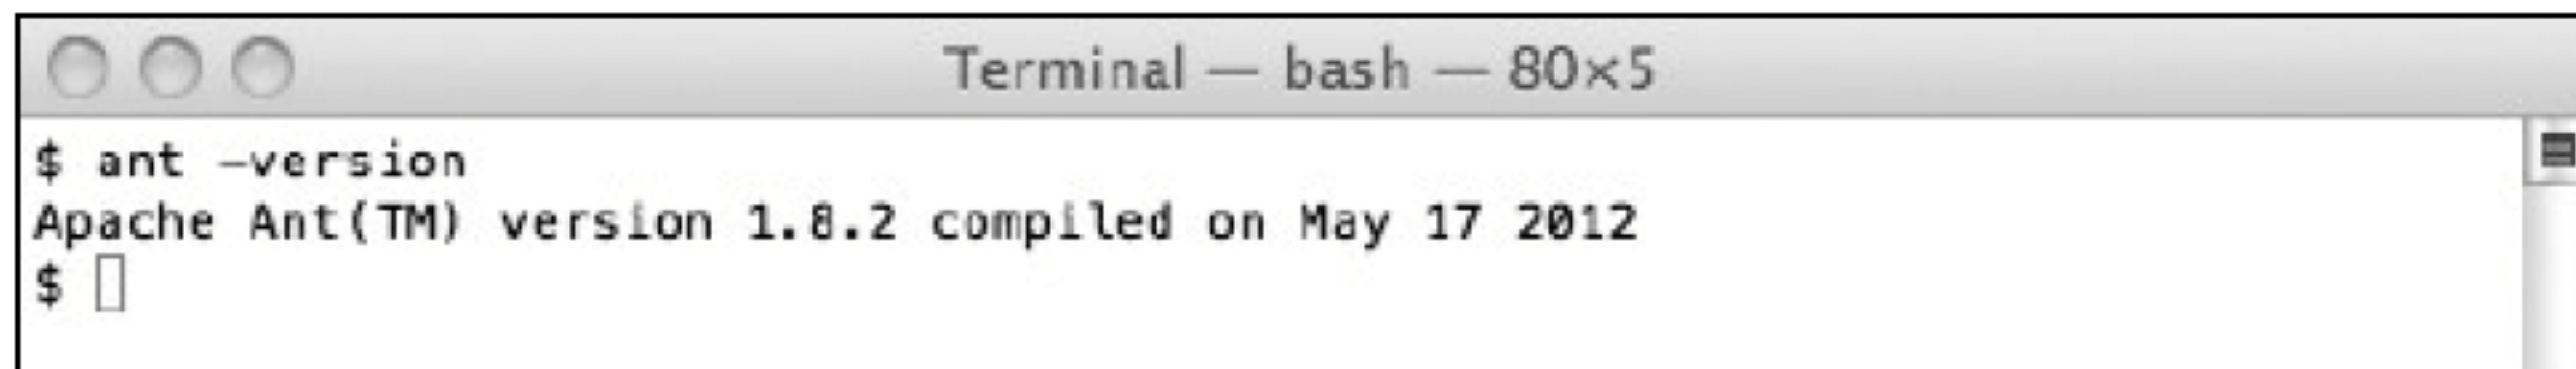 Terminal — bash — 80×5
$ ant -version
Apache Ant(TM) version 1.8.2 compiled on May 17 2012
$